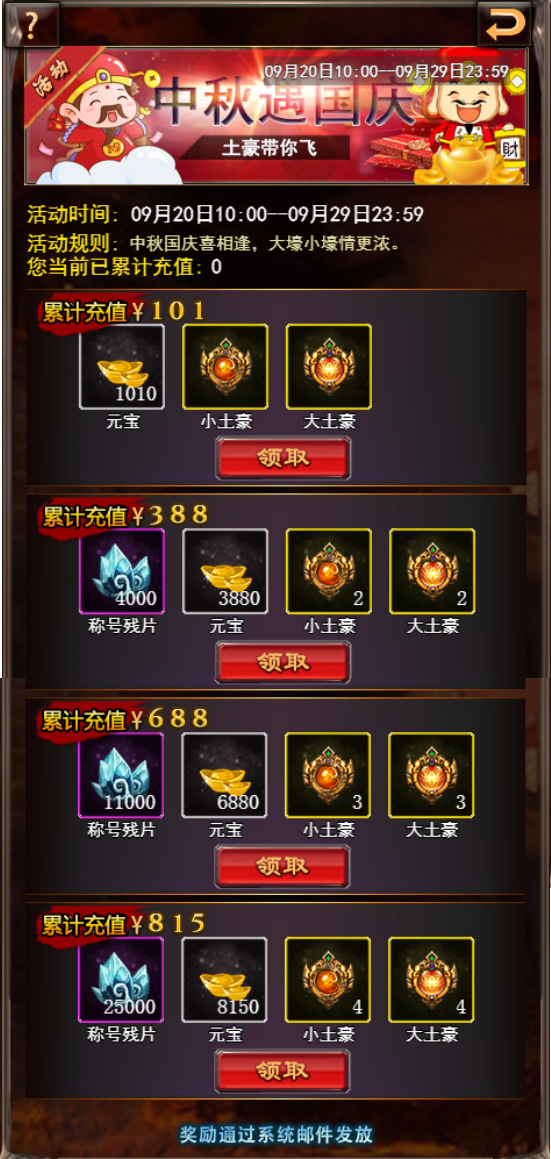 ?
活动
09月20日10:00--09月29日23:59
中秋遇国庆
土豪带你飞
財
活动时间：09月20日10:00--09月29日23:59
活动规则：中秋国庆喜相逢，大壕小壕情更浓。
您当前已累计充值：0
累计充值¥101
1010
元宝 小土豪 大土豪
领取
累计充值¥388
4000 3880 2 2
称号残片 元宝 小土豪 大土豪
领取
累计充值¥688
11000 6880 3 3
称号残片 元宝 小土豪 大土豪
领取
累计充值¥815
25000 8150 4 4
称号残片 元宝 小土豪 大土豪
领取
奖励通过系统邮件发放